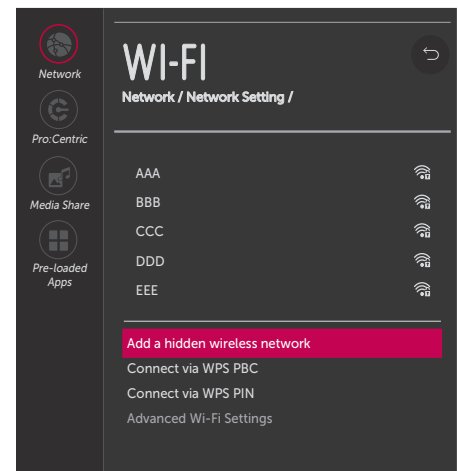 Network
Pro:Centric
Media Share
Pre-loaded
Apps
WI-FI
Network / Network Setting /
AAA
BBB
CCC
DDD
EEE
Add a hidden wireless network
Connect via WPS PBC
Connect via WPS PIN
Advanced Wi-Fi Settings